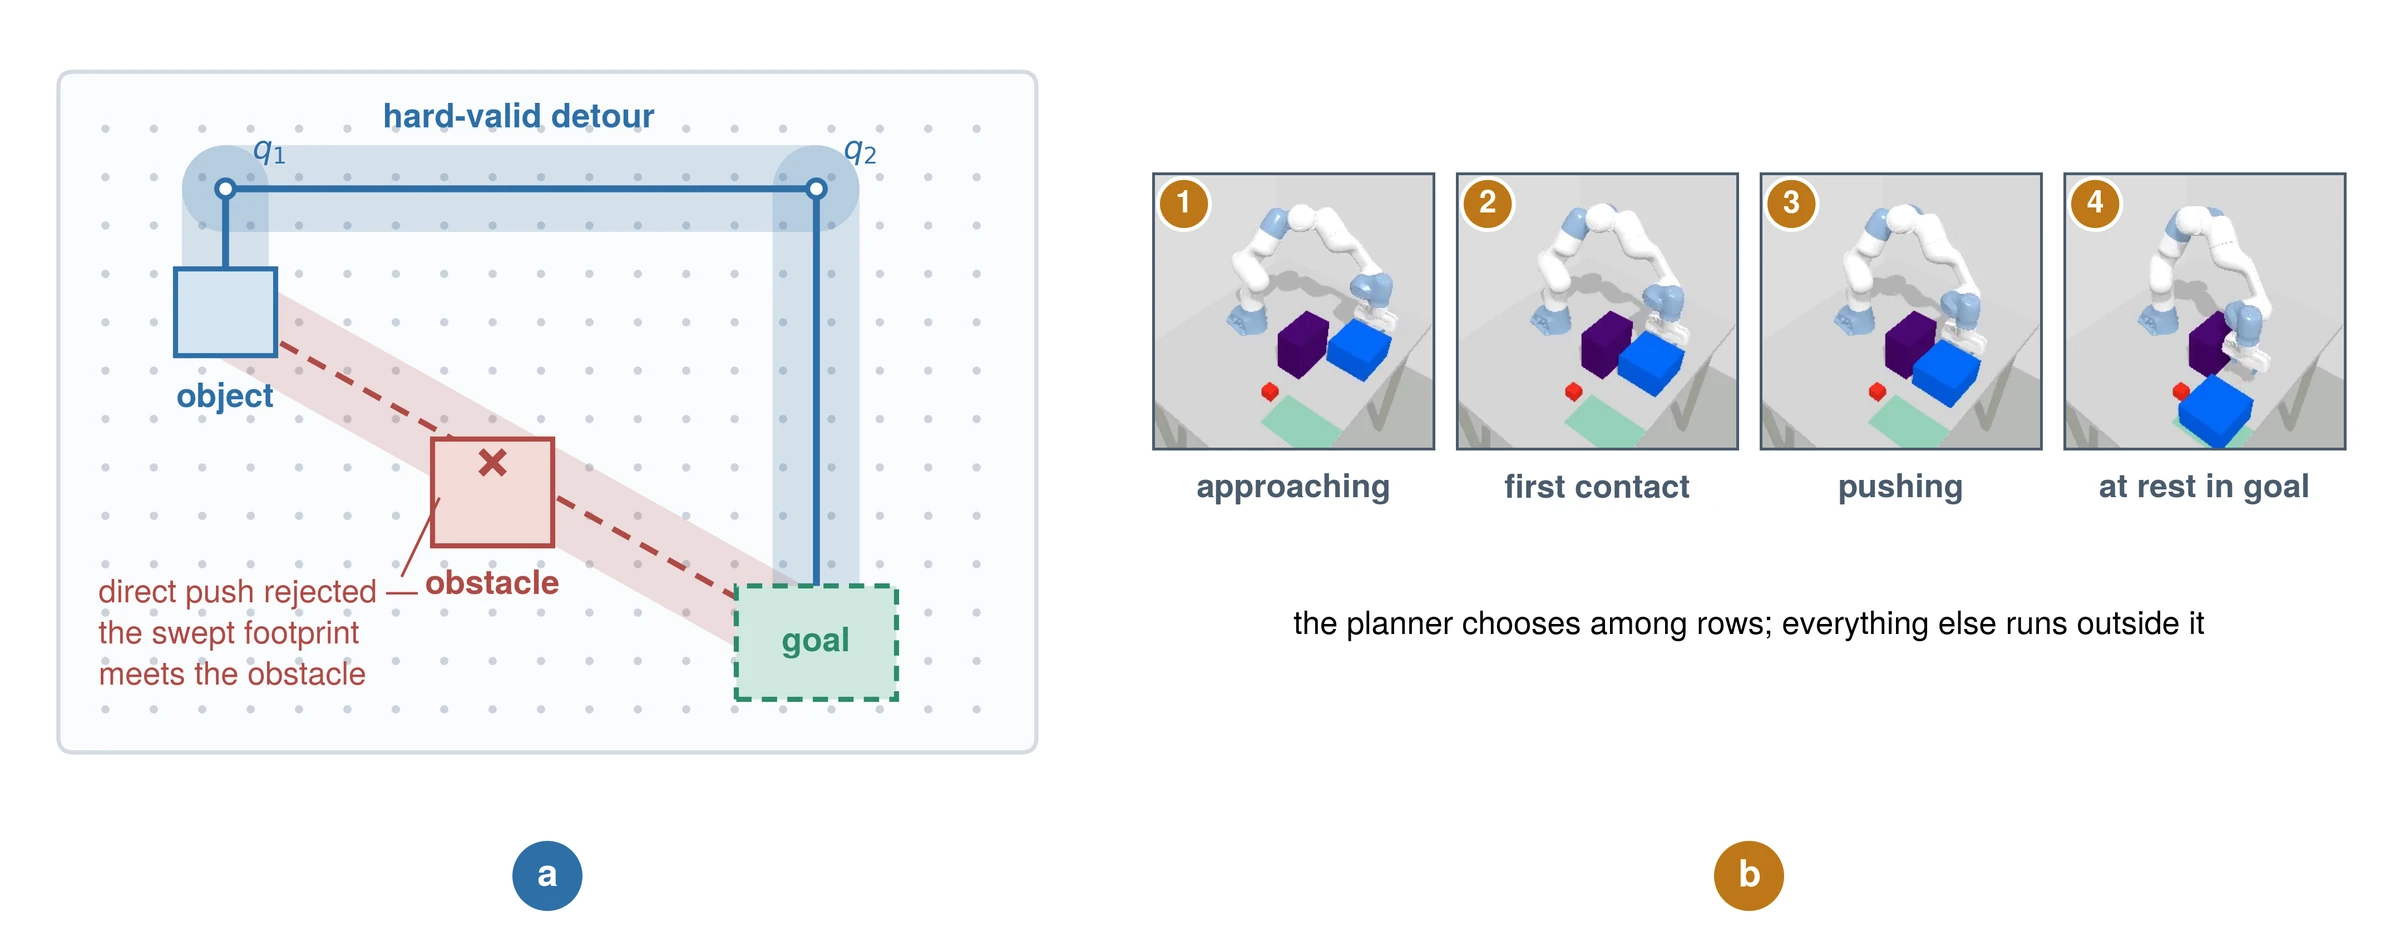 hard-valid detour
q1
q2
object
obstacle
direct push rejected
the swept footprint
meets the obstacle
goal
a
1
2
3
4
approaching
first contact
pushing
at rest in goal
the planner chooses among rows; everything else runs outside it
b